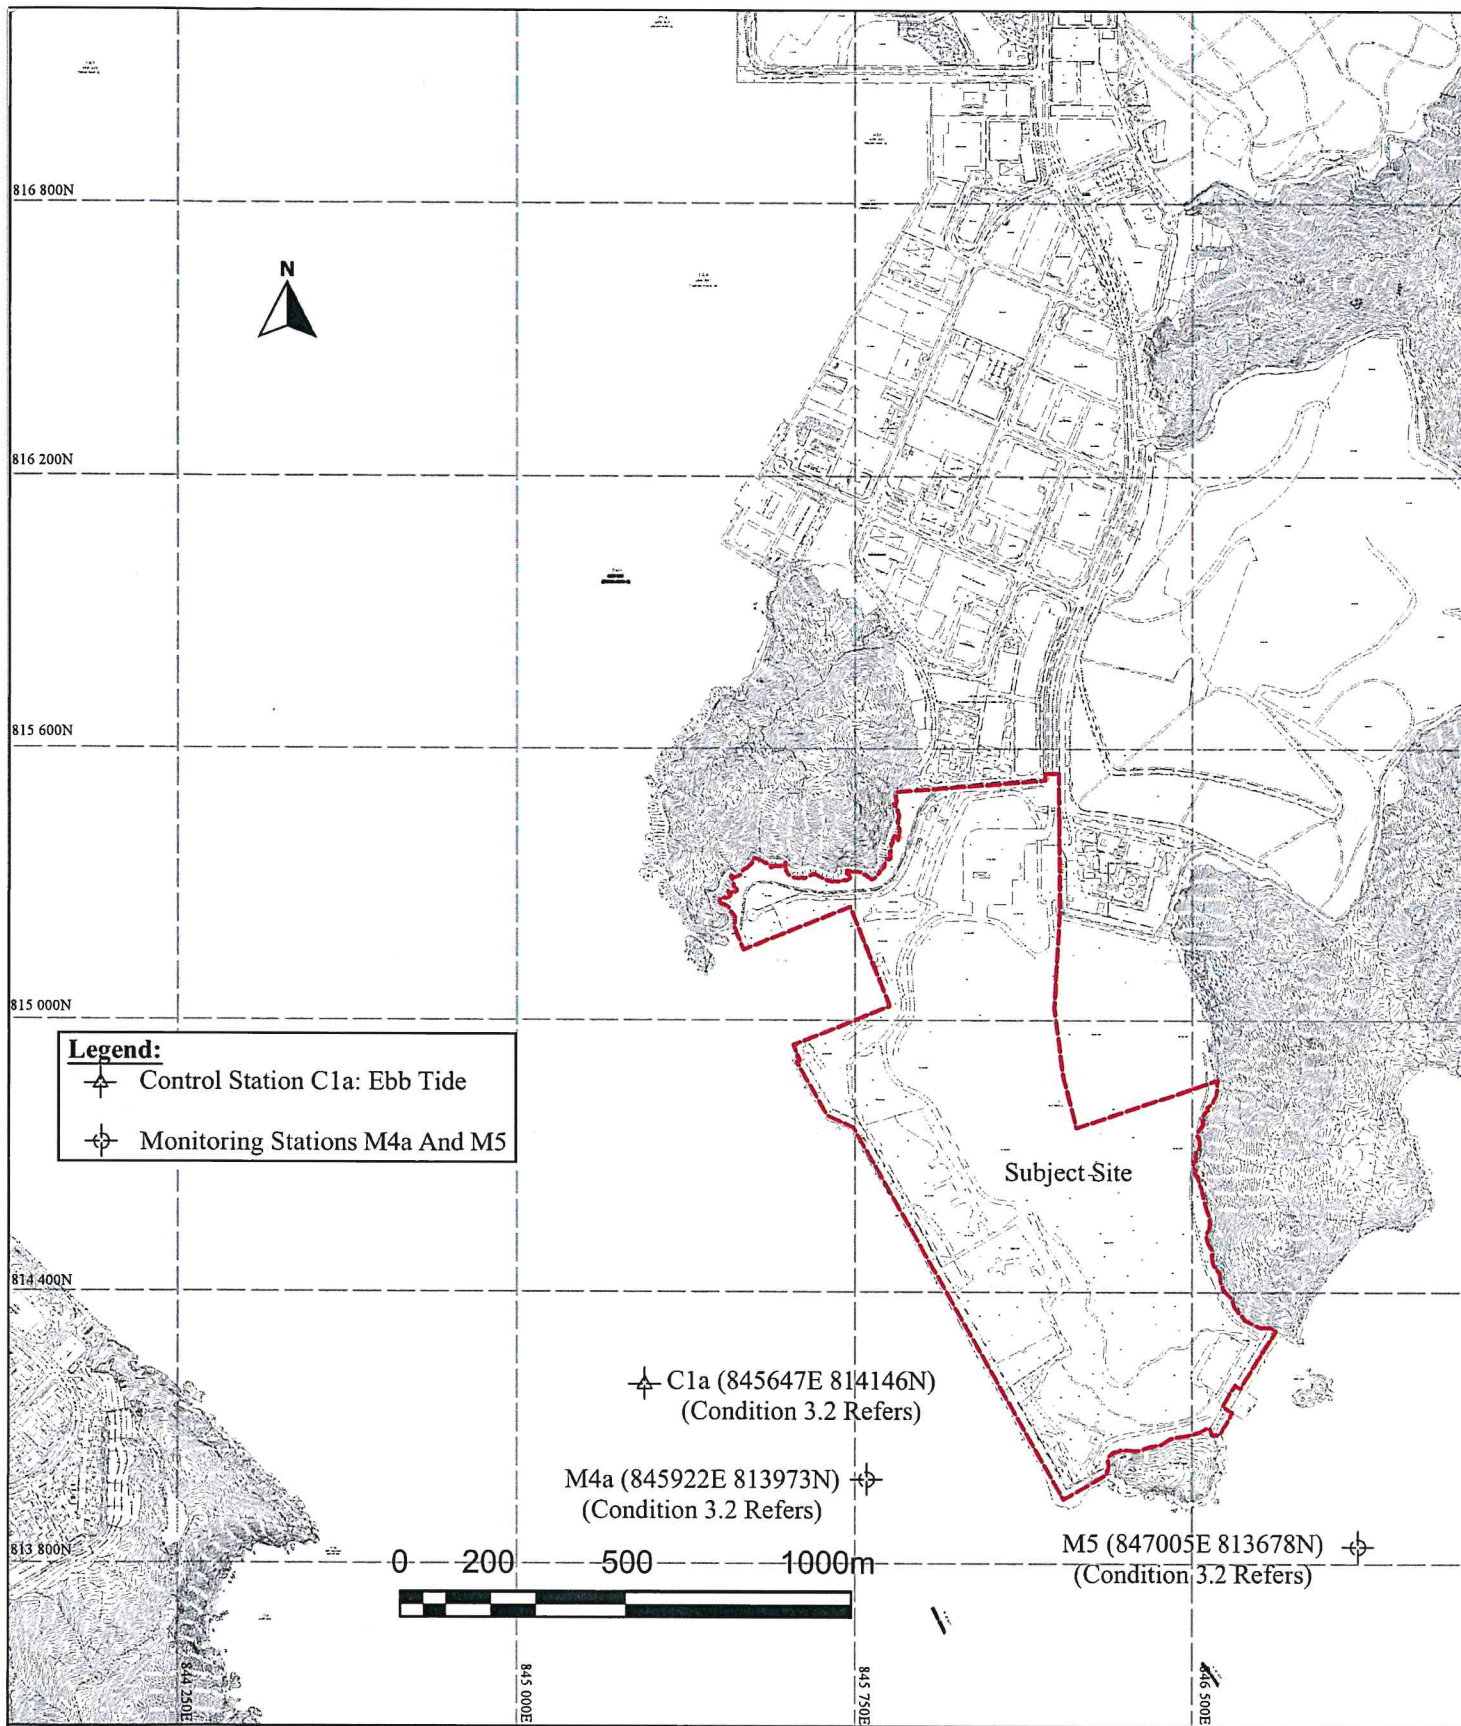 816 800N
N
816 200N
815 600N
815 000N
Legend:
Control Station C1a: Ebb Tide
Monitoring Stations M4a And M5
Subject Site
814 400N
C1a (845647E 814146N)
(Condition 3.2 Refers)
M4a (845922E 813973N)
(Condition 3.2 Refers)
813 800N
M5 (847005E 813678N)
(Condition 3.2 Refers)
0 200 500 1000m
844 250E
845 000E
845 750E
846 500E